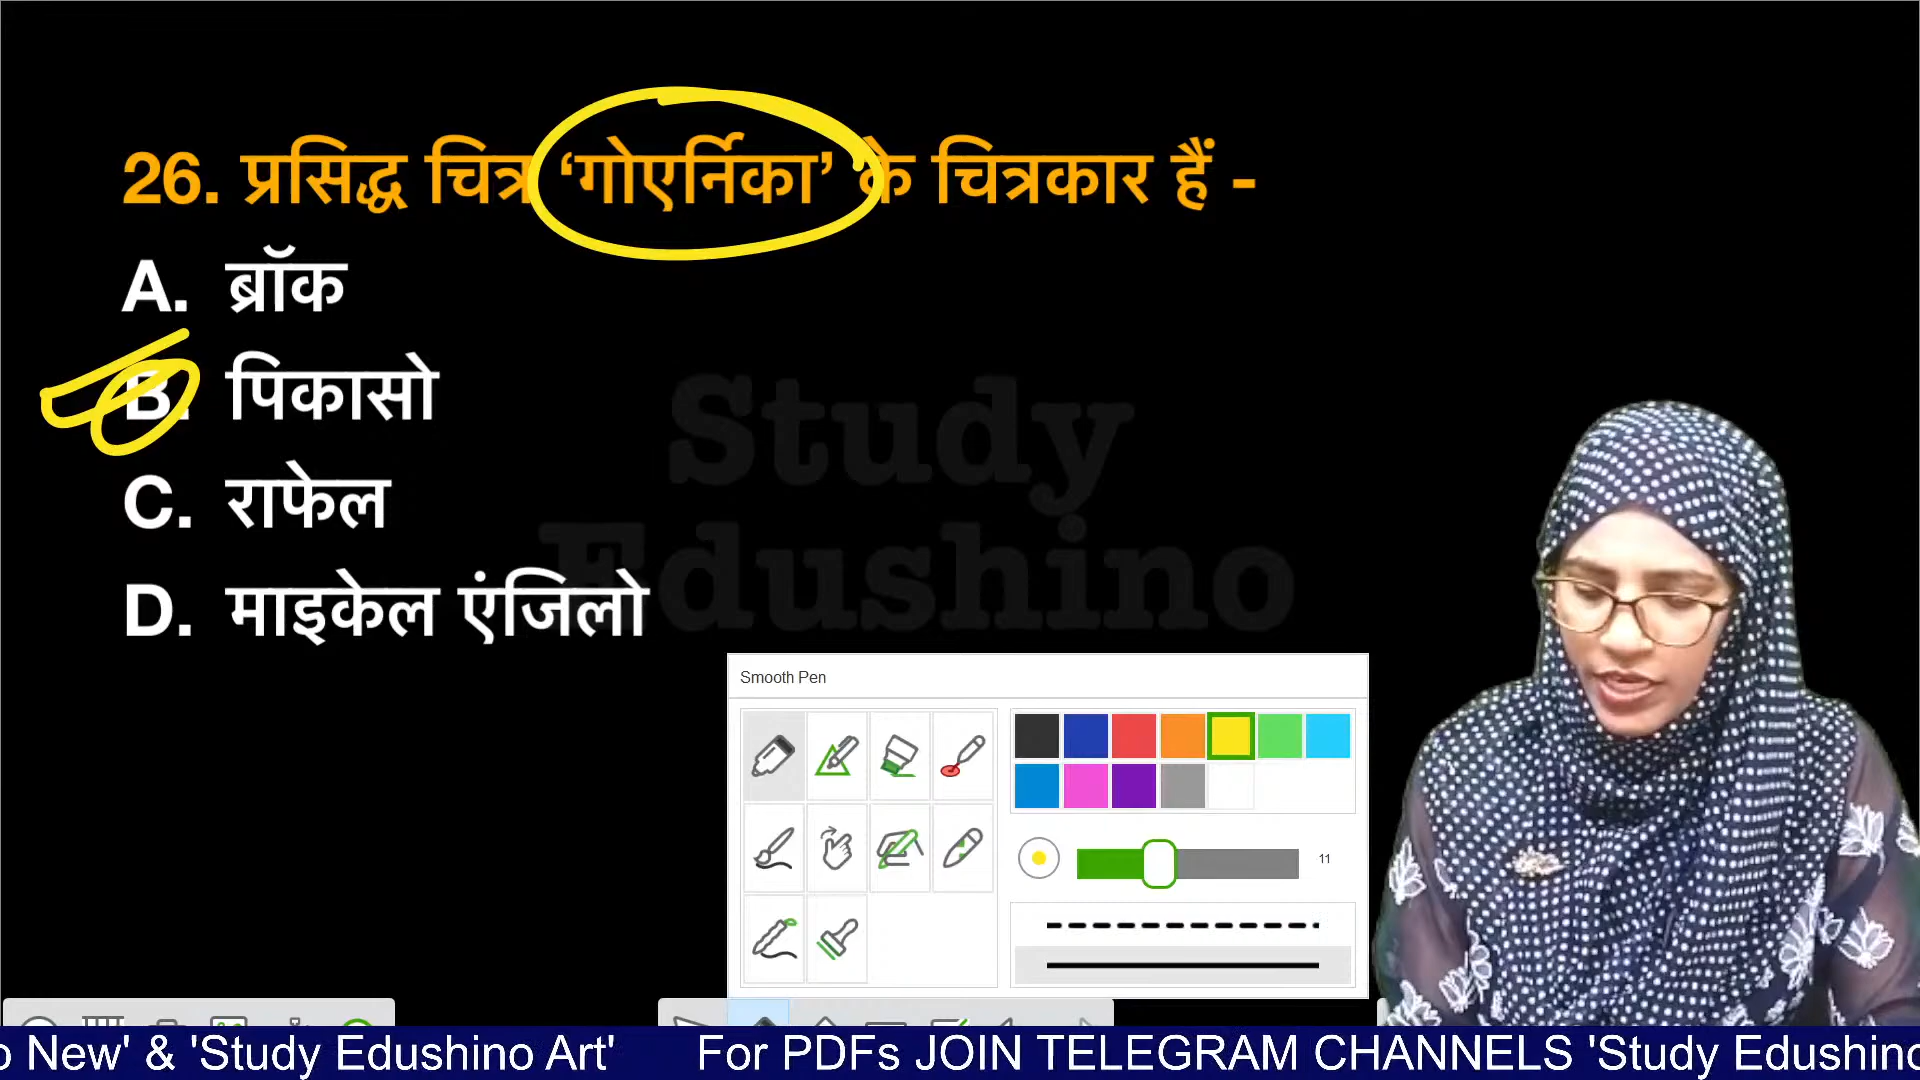 26. प्रसिद्ध चित्र ‘गोएर्निका’ के चित्रकार हैं -
A. ब्रॉक
B. पिकासो
C. राफेल
D. माइकेल एंजिलो
Study
Edushino
Smooth Pen
11
o New' & 'Study Edushino Art' For PDFs JOIN TELEGRAM CHANNELS 'Study Edushino